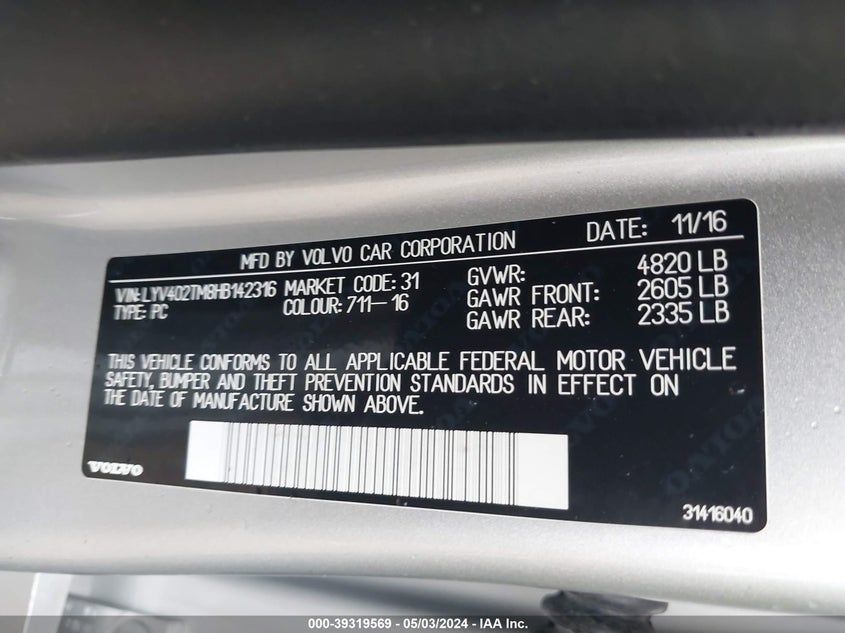 MFD BY VOLVO CAR CORPORATION DATE: 11/16
VIN: LYV402TM8HB142316 MARKET CODE: 31 GVWR: 4820 LB
TYPE: PC COLOUR: 711-16 GAWR FRONT: 2605 LB
GAWR REAR: 2335 LB
THIS VEHICLE CONFORMS TO ALL APPLICABLE FEDERAL MOTOR VEHICLE
SAFETY, BUMPER AND THEFT PREVENTION STANDARDS IN EFFECT ON
THE DATE OF MANUFACTURE SHOWN ABOVE.
VOLVO
31416040
000-39319569 - 05/03/2024 - IAA Inc.